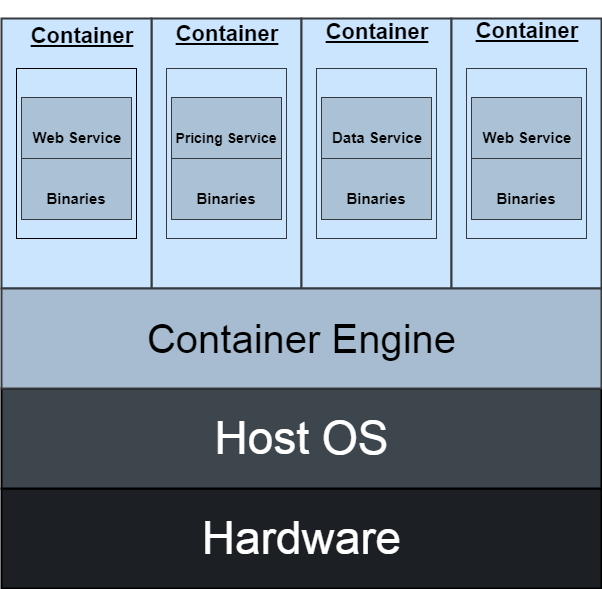 Container
Container
Container
Container
Web Service
Pricing Service
Data Service
Web Service
Binaries
Binaries
Binaries
Binaries
Container Engine
Host OS
Hardware